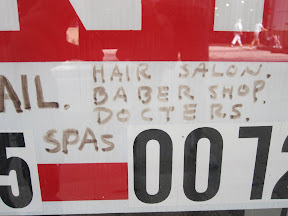 HAIR SALON.
AIL. BABER SHOP.
DOCTERS.
SPAS
5 0072